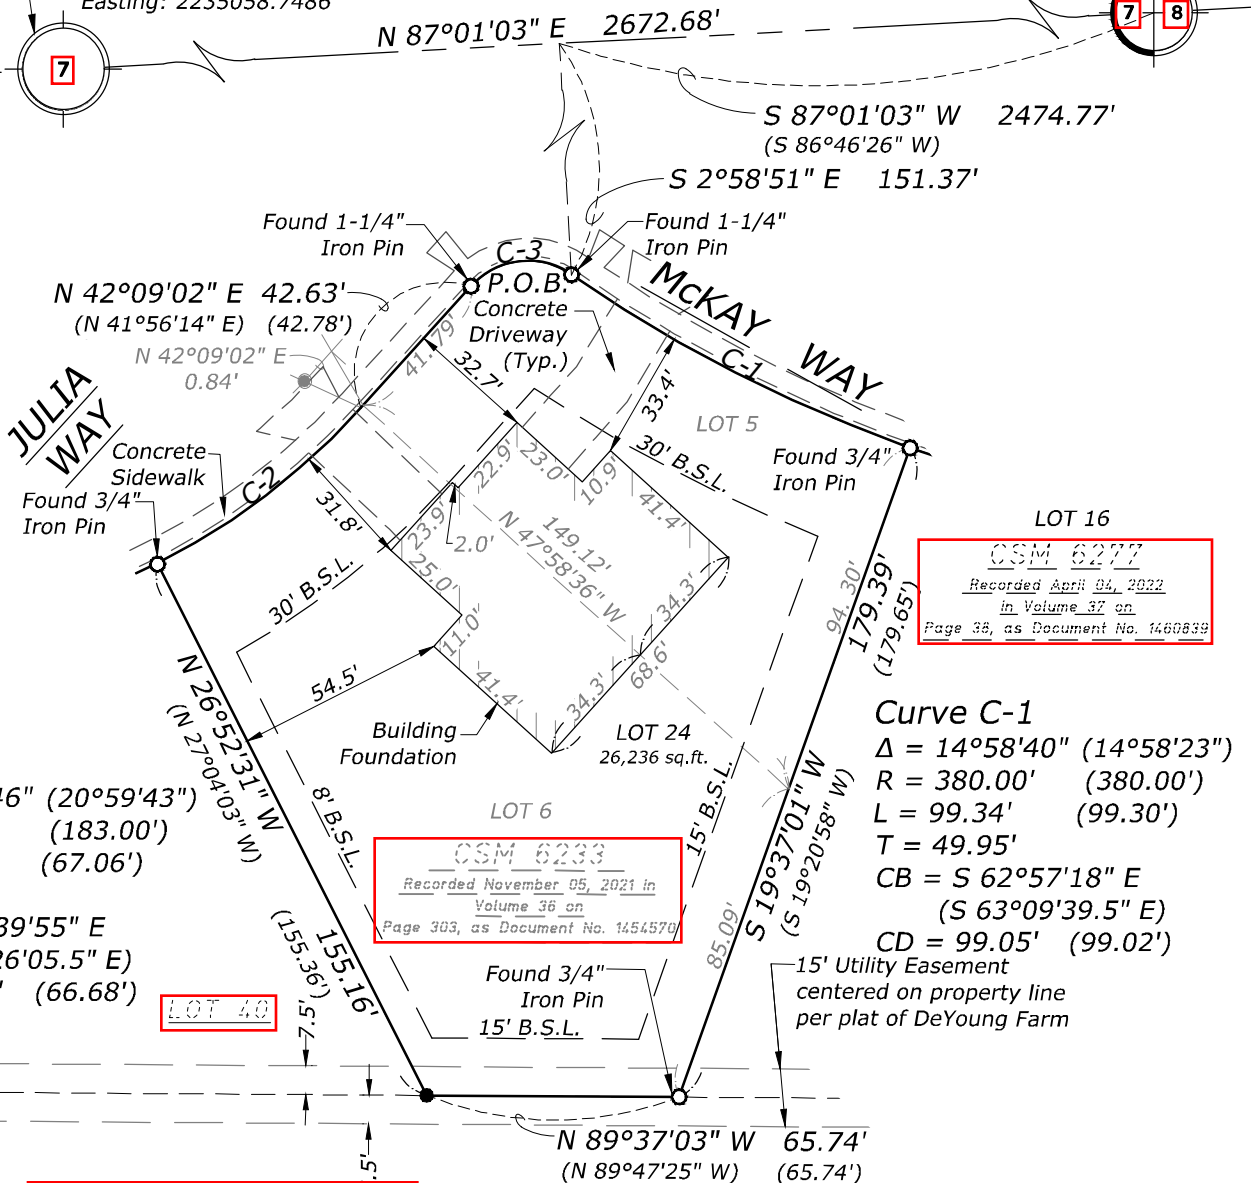 Easting: 2235058.7486
7
N 87°01'03" E 2672.68'
7 8
S 87°01'03" W 2474.77'
(S 86°46'26" W)
S 2°58'51" E 151.37'
Found 1-1/4"
Iron Pin
Found 1-1/4"
Iron Pin
C-3
P.O.B.
N 42°09'02" E 42.63'
(N 41°56'14" E) (42.78')
N 42°09'02" E
0.84'
41.79'
32.7'
Concrete
Driveway
(Typ.)
McKAY WAY
C-1
33.4'
LOT 5
JULIA
WAY
Concrete
Sidewalk
Found 3/4"
Iron Pin
C-2
31.8'
30' B.S.L.
Found 3/4"
Iron Pin
22.9'
23.0'
10.9'
41.4'
23.9'
2.0'
25.0'
149.12'
N 47°58'36" W
30' B.S.L.
11.0'
34.3'
54.5'
41.4'
34.3'
68.6'
LOT 16
CSM 6277
Recorded April 04, 2022
in Volume 37 on
Page 38, as Document No. 1460839
94.30'
179.39'
(179.65')
N 26°52'31" W
(N 27°04'03" W)
Building
Foundation
LOT 24
26,236 sq.ft.
Curve C-1
Δ = 14°58'40" (14°58'23")
R = 380.00' (380.00')
L = 99.34' (99.30')
T = 49.95'
CB = S 62°57'18" E
(S 63°09'39.5" E)
CD = 99.05' (99.02')
46" (20°59'43")
(183.00')
(67.06')
39'55" E
26'05.5" E)
' (66.68')
8' B.S.L.
LOT 6
15' B.S.L.
CSM 6233
Recorded November 05, 2021 in
Volume 36 on
Page 303, as Document No. 1454570
S 19°37'01" W
(S 19°20'58" W)
85.09'
155.16'
(155.36')
LOT 40
7.5'
Found 3/4"
Iron Pin
15' B.S.L.
15' Utility Easement
centered on property line
per plat of DeYoung Farm
.5'
N 89°37'03" W 65.74'
(N 89°47'25" W) (65.74')